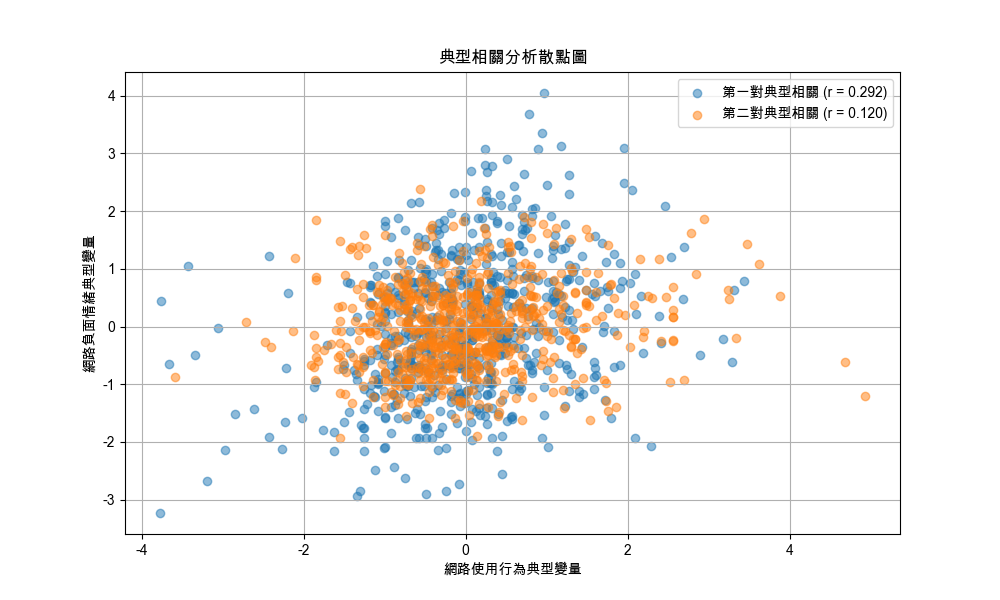 典型相關分析散點圖
第一對典型相關 (r = 0.292)
第二對典型相關 (r = 0.120)
網路負面情緒典型變量
4
3
2
1
0
-1
-2
-3
-4
-2
0
2
4
網路使用行為典型變量